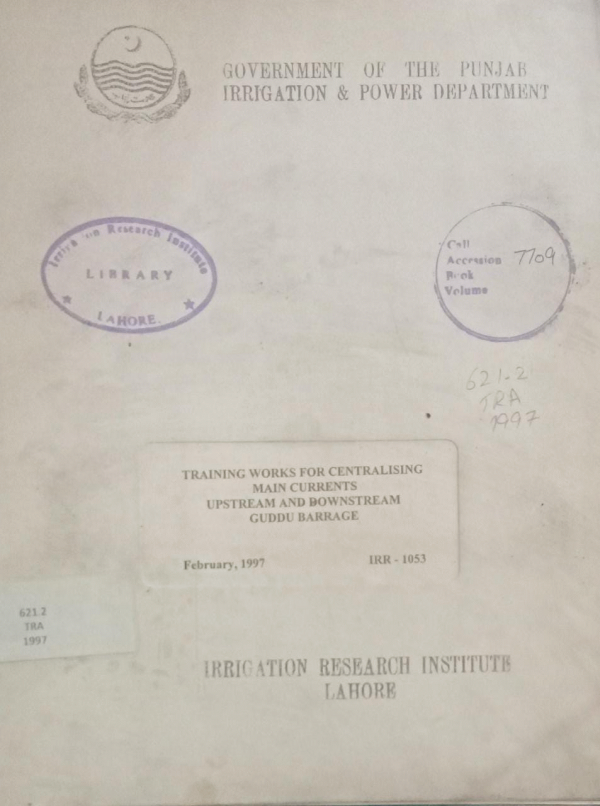 GOVERNMENT OF THE PUNJAB
IRRIGATION & POWER DEPARTMENT
Research Institute
LIBRARY
LAHORE.
Call
Accession 7709
Book
Volume
621.2
TRA
1997
TRAINING WORKS FOR CENTRALISING
MAIN CURRENTS
UPSTREAM AND DOWNSTREAM
GUDDU BARRAGE
February, 1997 IRR - 1053
621.2
TRA
1997
IRRIGATION RESEARCH INSTITUTE
LAHORE